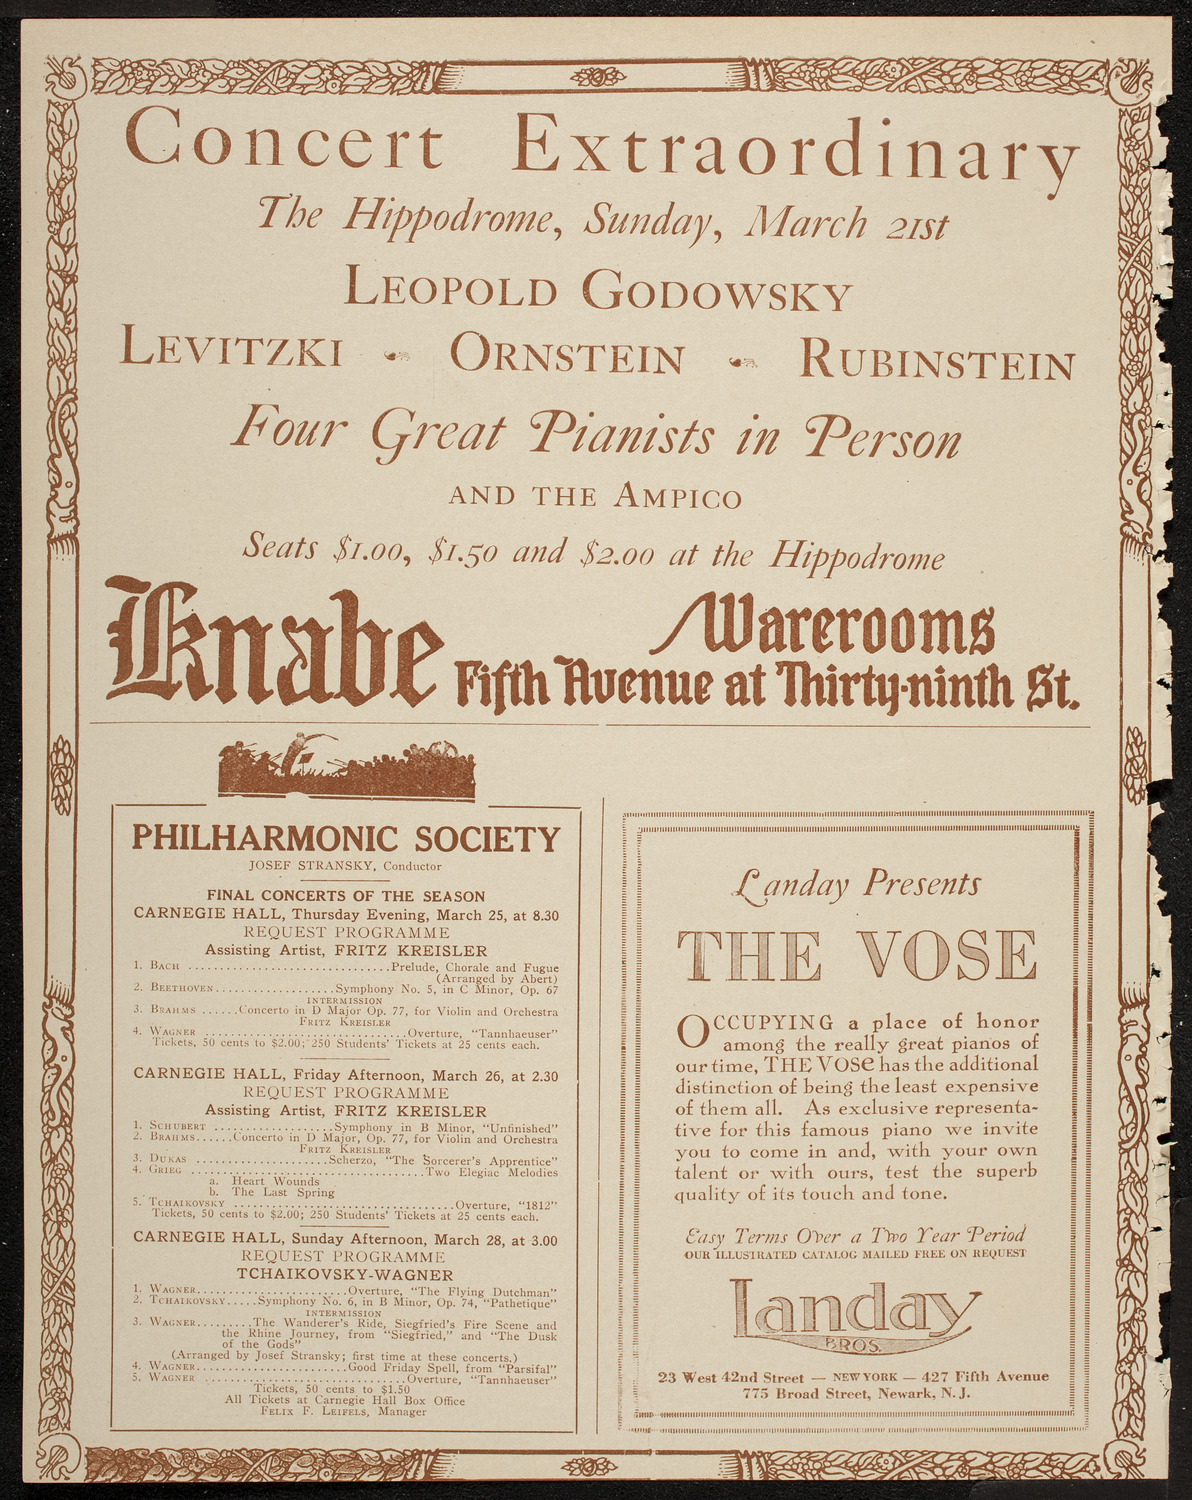 Concert Extraordinary
The Hippodrome, Sunday, March 21st
LEOPOLD GODOWSKY
LEVITZKI ORNSTEIN RUBINSTEIN
Four Great Pianists in Person
AND THE AMPICO
Seats $1.00, $1.50 and $2.00 at the Hippodrome
Knabe Warerooms
Fifth Avenue at Thirty-ninth St.
PHILHARMONIC SOCIETY
JOSEF STRANSKY, Conductor
FINAL CONCERTS OF THE SEASON
CARNEGIE HALL, Thursday Evening, March 25, at 8.30
REQUEST PROGRAMME
Assisting Artist, FRITZ KREISLER
1. BACH ..............................Prelude, Chorale and Fugue
(Arranged by Abert)
2. BEETHOVEN..................Symphony No. 5, in C Minor, Op. 67
INTERMISSION
3. BRAHMS ......Concerto in D Major Op. 77, for Violin and Orchestra
FRITZ KREISLER
4. WAGNER ..............................Overture, "Tannhaeuser"
Tickets, 50 cents to $2.00; 250 Students' Tickets at 25 cents each.
CARNEGIE HALL, Friday Afternoon, March 26, at 2.30
REQUEST PROGRAMME
Assisting Artist, FRITZ KREISLER
1. SCHUBERT ..................Symphony in B Minor, "Unfinished"
2. BRAHMS......Concerto in D Major, Op. 77, for Violin and Orchestra
FRITZ KREISLER
3. DUKAS ....................Scherzo, "The Sorcerer's Apprentice"
4. GRIEG ...................................Two Elegiac Melodies
a. Heart Wounds
b. The Last Spring
5. TCHAIKOVSKY .................................Overture, "1812"
Tickets, 50 cents to $2.00; 250 Students' Tickets at 25 cents each.
CARNEGIE HALL, Sunday Afternoon, March 28, at 3.00
REQUEST PROGRAMME
TCHAIKOVSKY-WAGNER
1. WAGNER.......................Overture, "The Flying Dutchman"
2. TCHAIKOVSKY.....Symphony No. 6, in B Minor, Op. 74, "Pathetique"
INTERMISSION
3. WAGNER.........The Wanderer's Ride, Siegfried's Fire Scene and
the Rhine Journey, from "Siegfried," and "The Dusk
of the Gods"
(Arranged by Josef Stransky; first time at these concerts.)
4. WAGNER.......................Good Friday Spell, from "Parsifal"
5. WAGNER ..............................Overture, "Tannhaeuser"
Tickets, 50 cents to $1.50
All Tickets at Carnegie Hall Box Office
FELIX F. LEIFELS, Manager
Landay Presents
THE VOSE
OCCUPYING a place of honor
among the really great pianos of
our time, THE VOSE has the additional
distinction of being the least expensive
of them all. As exclusive representa-
tive for this famous piano we invite
you to come in and, with your own
talent or with ours, test the superb
quality of its touch and tone.
Easy Terms Over a Two Year Period
OUR ILLUSTRATED CATALOG MAILED FREE ON REQUEST
Landay
BROS.
23 West 42nd Street — NEW YORK — 427 Fifth Avenue
775 Broad Street, Newark, N. J.